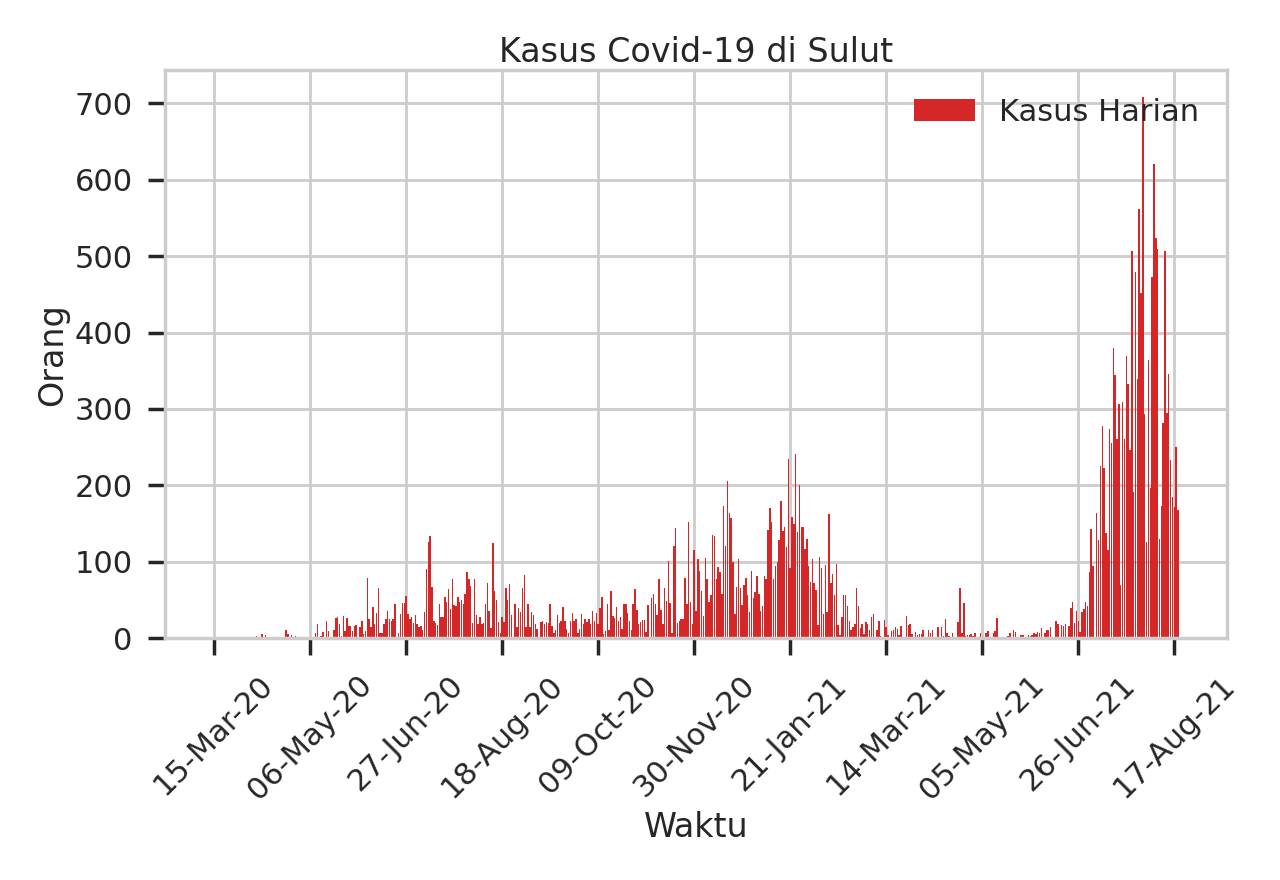 Kasus Covid-19 di Sulut
Kasus Harian
Orang
700
600
500
400
300
200
100
0
15-Mar-20
06-May-20
27-Jun-20
18-Aug-20
09-Oct-20
30-Nov-20
21-Jan-21
14-Mar-21
05-May-21
26-Jun-21
17-Aug-21
Waktu